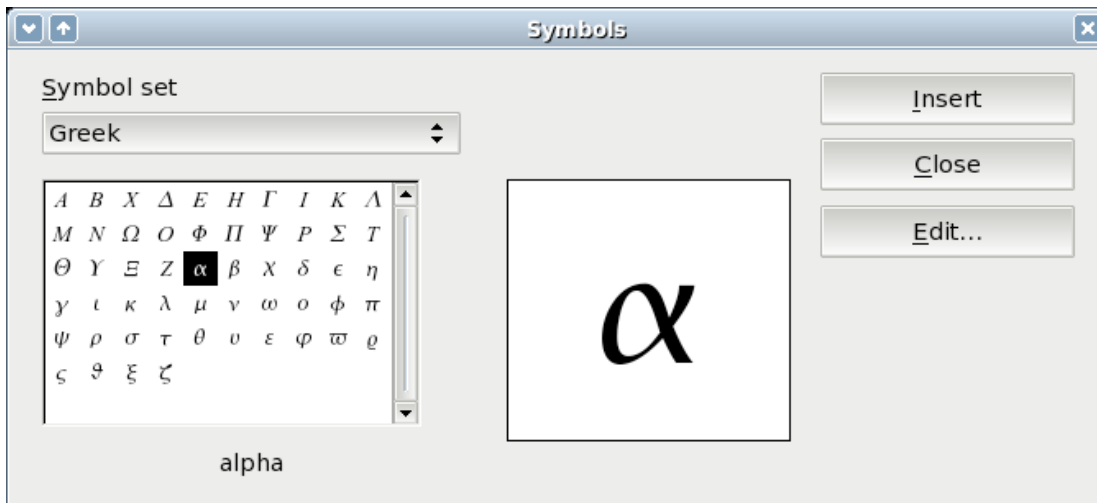 Symbols
Symbol set
Greek
Α Β Χ Δ Ε Η Γ Ι Κ Λ
Μ Ν Ω Ο Φ Π Ψ Ρ Σ Τ
Θ Υ Ξ Ζ α β χ δ ϵ η
γ ι κ λ μ ν ω ο ϕ π
ψ ρ σ τ θ υ ε φ ϖ ϱ
ς ϑ ξ ζ
alpha
α
Insert
Close
Edit...